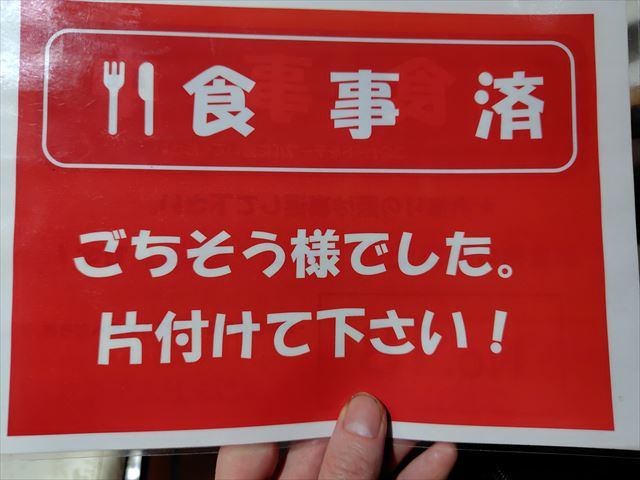 食事済
ごちそう様でした。
片付けて下さい！